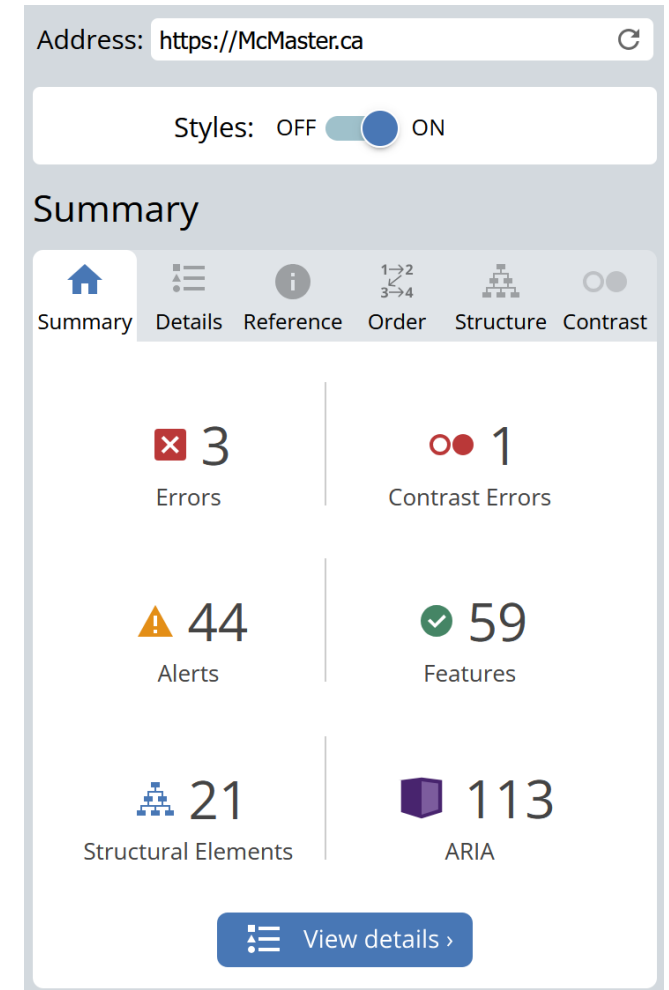 Address: https://McMaster.ca
Styles: OFF ON
Summary
1→2
3→4
Summary Details Reference Order Structure Contrast
3 1
Errors Contrast Errors
44 59
Alerts Features
21 113
Structural Elements ARIA
View details ›